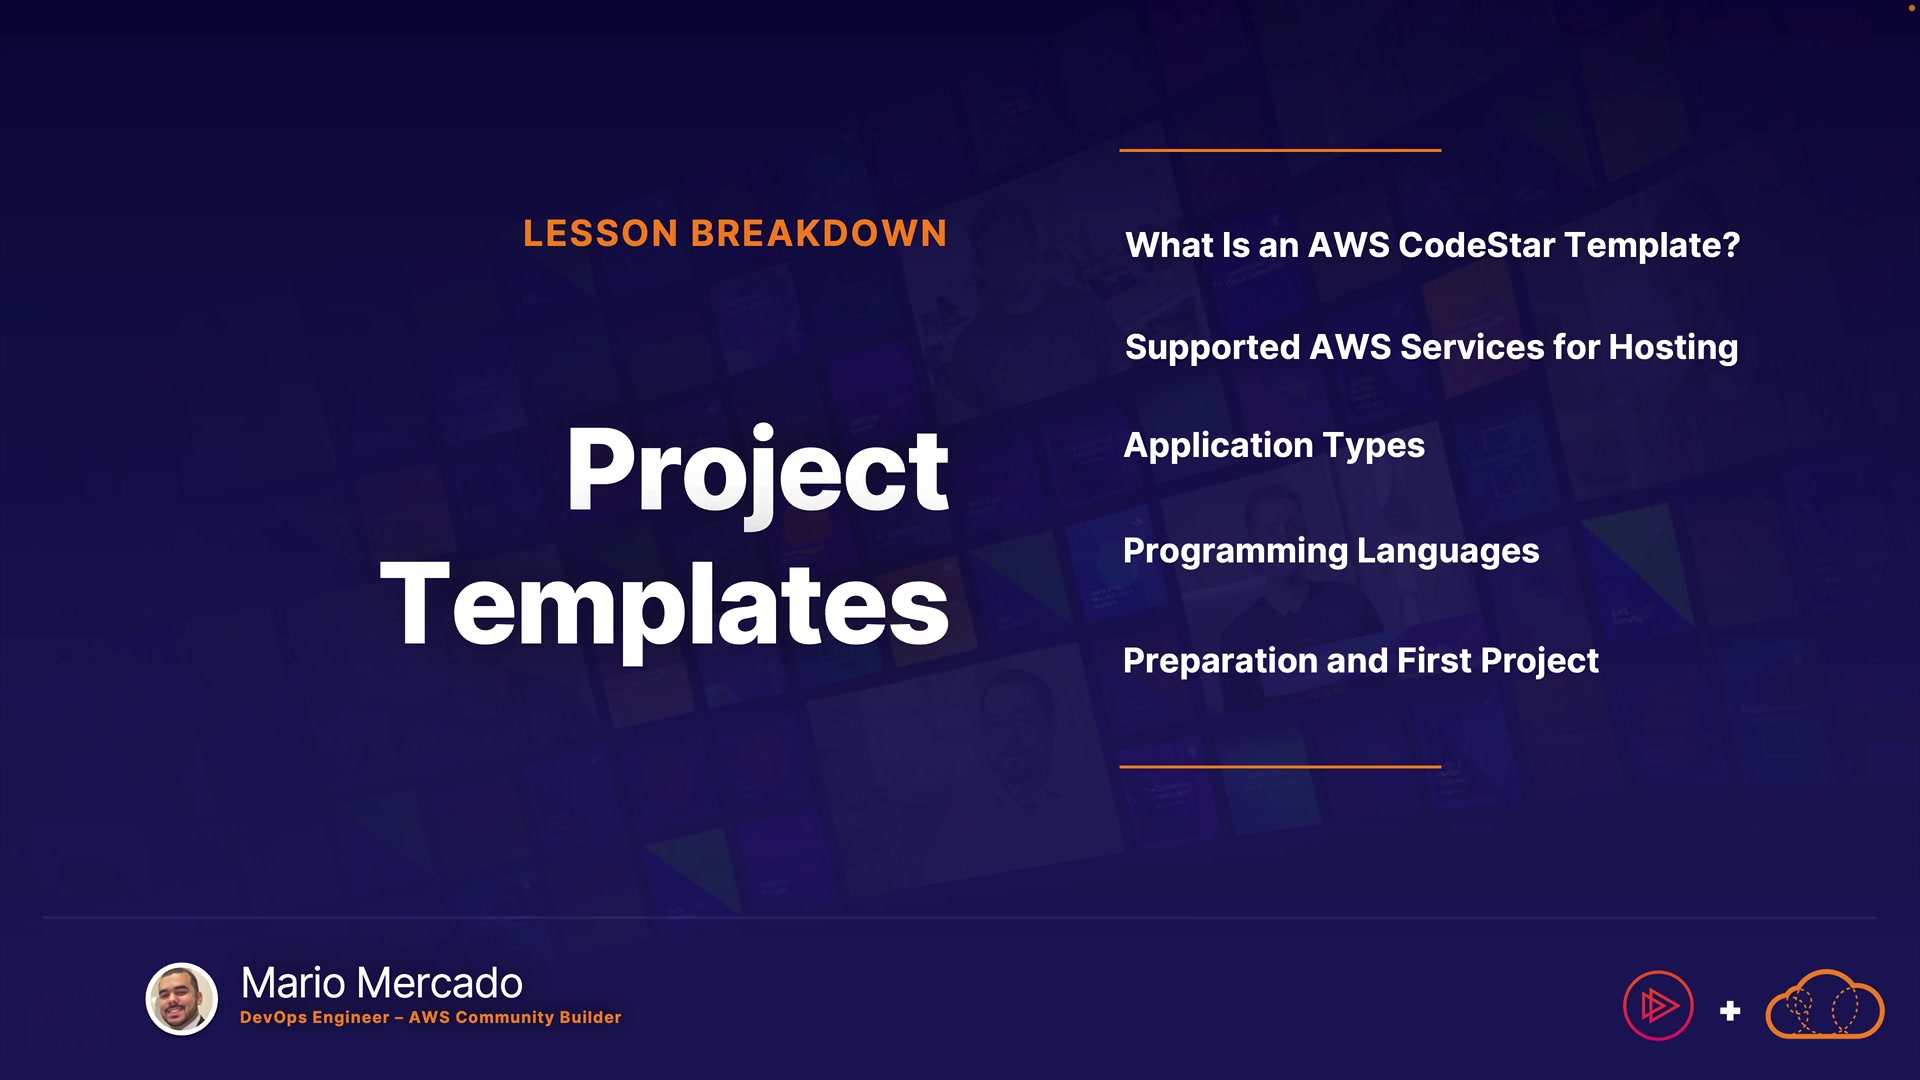 LESSON BREAKDOWN
Project
Templates
What Is an AWS CodeStar Template?
Supported AWS Services for Hosting
Application Types
Programming Languages
Preparation and First Project
Mario Mercado
DevOps Engineer – AWS Community Builder